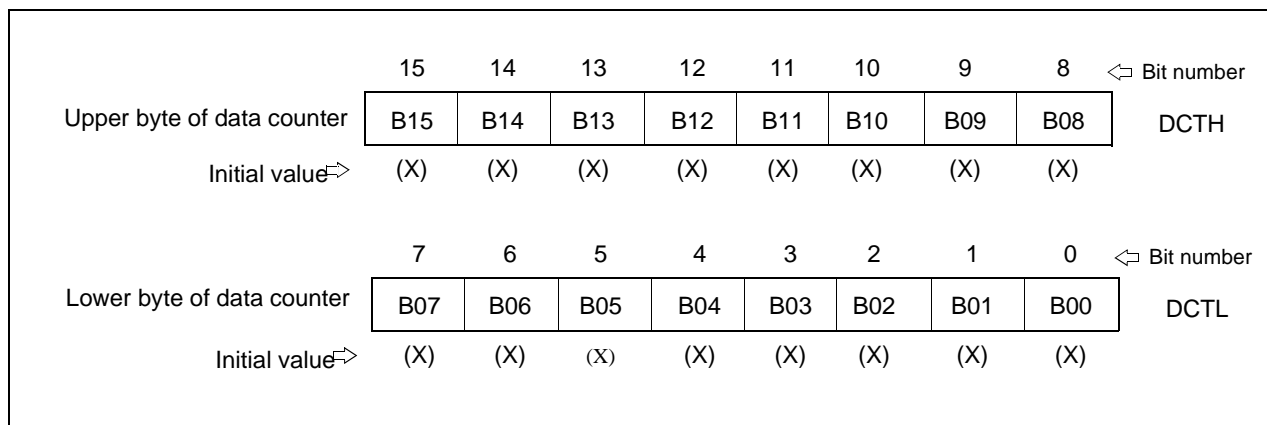 15 14 13 12 11 10 9 8 ⇦ Bit number
Upper byte of data counter B15 B14 B13 B12 B11 B10 B09 B08 DCTH
Initial value⇨ (X) (X) (X) (X) (X) (X) (X) (X)
7 6 5 4 3 2 1 0 ⇦ Bit number
Lower byte of data counter B07 B06 B05 B04 B03 B02 B01 B00 DCTL
Initial value⇨ (X) (X) (X) (X) (X) (X) (X) (X)